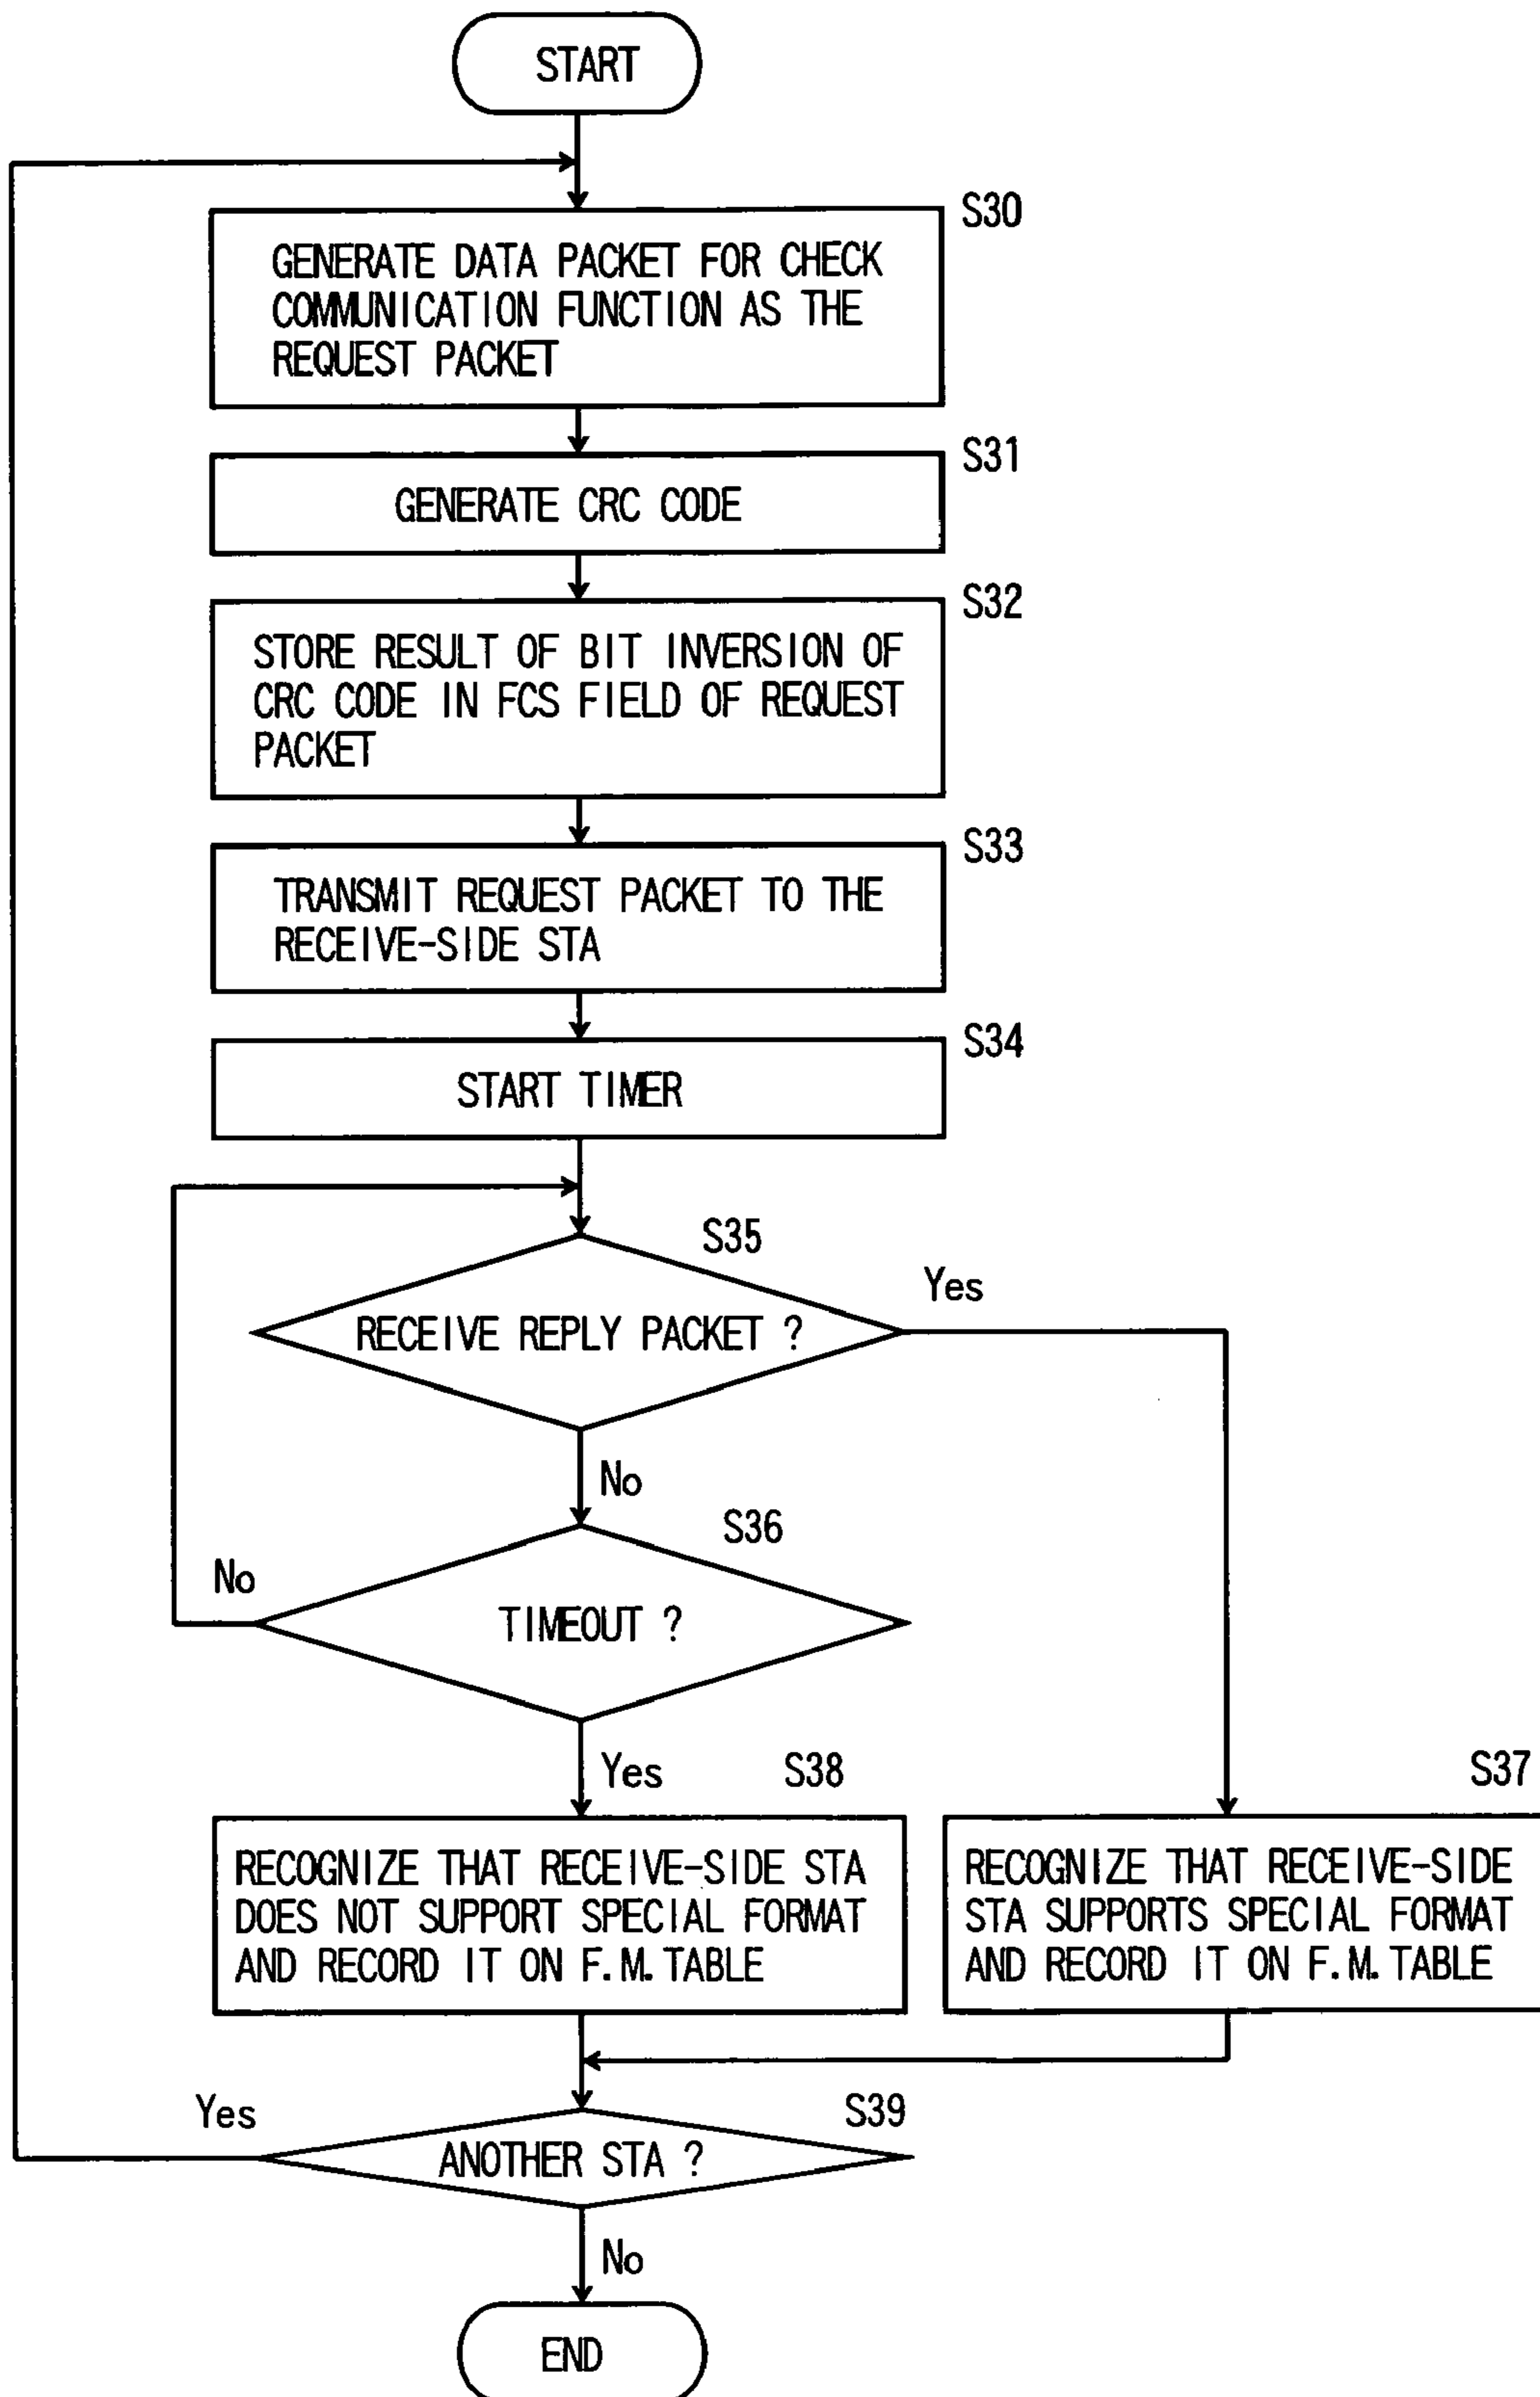 START
S30
GENERATE DATA PACKET FOR CHECK
COMMUNICATION FUNCTION AS THE
REQUEST PACKET
S31
GENERATE CRC CODE
S32
STORE RESULT OF BIT INVERSION OF
CRC CODE IN FCS FIELD OF REQUEST
PACKET
S33
TRANSMIT REQUEST PACKET TO THE
RECEIVE-SIDE STA
S34
START TIMER
S35
Yes
RECEIVE REPLY PACKET ?
No
S36
No
TIMEOUT ?
Yes
S38
RECOGNIZE THAT RECEIVE-SIDE STA
DOES NOT SUPPORT SPECIAL FORMAT
AND RECORD IT ON F.M.TABLE
S37
RECOGNIZE THAT RECEIVE-SIDE
STA SUPPORTS SPECIAL FORMAT
AND RECORD IT ON F.M.TABLE
Yes
S39
ANOTHER STA ?
No
END